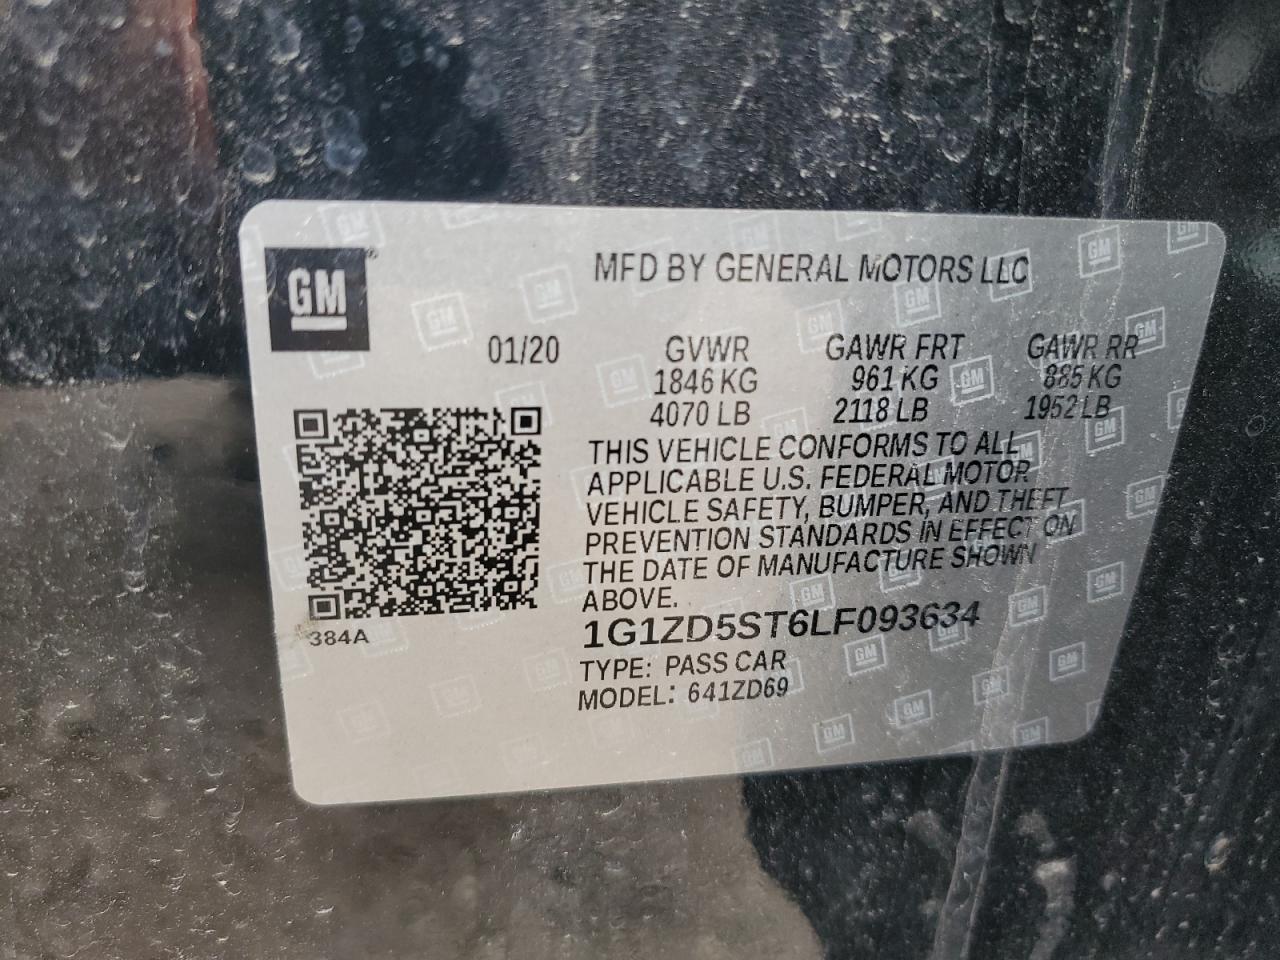 GM
MFD BY GENERAL MOTORS LLC
01/20 GVWR GAWR FRT GAWR RR
1846 KG 961 KG 885 KG
4070 LB 2118 LB 1952 LB
THIS VEHICLE CONFORMS TO ALL
APPLICABLE U.S. FEDERAL MOTOR
VEHICLE SAFETY, BUMPER, AND THEFT
PREVENTION STANDARDS IN EFFECT ON
THE DATE OF MANUFACTURE SHOWN
ABOVE.
1G1ZD5ST6LF093634
384A
TYPE: PASS CAR
MODEL: 641ZD69